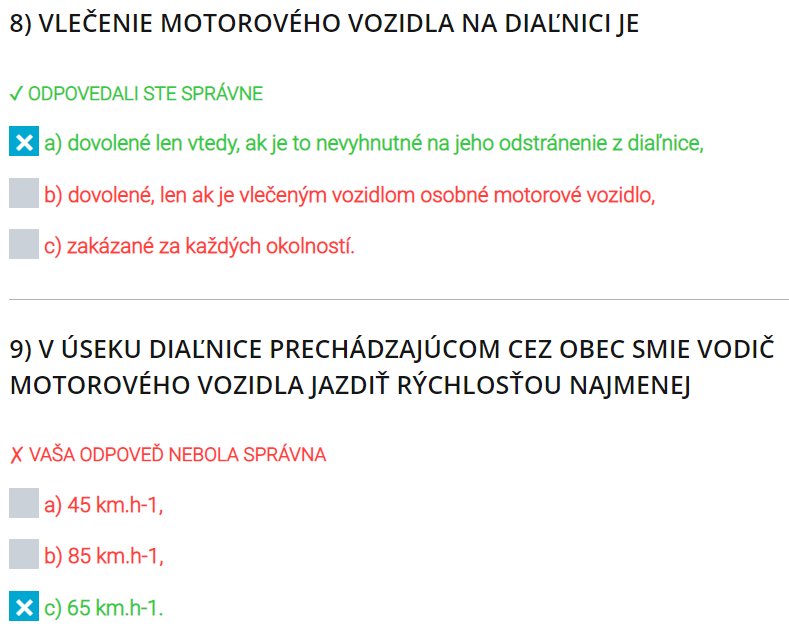 8) VLEČENIE MOTOROVÉHO VOZIDLA NA DIAĽNICI JE
✓ ODPOVEDALI STE SPRÁVNE
a) dovolené len vtedy, ak je to nevyhnutné na jeho odstránenie z diaľnice,
b) dovolené, len ak je vlečeným vozidlom osobné motorové vozidlo,
c) zakázané za každých okolností.
9) V ÚSEKU DIAĽNICE PRECHÁDZAJÚCOM CEZ OBEC SMIE VODIČ
MOTOROVÉHO VOZIDLA JAZDIŤ RÝCHLOSŤOU NAJMENEJ
✗ VAŠA ODPOVEĎ NEBOLA SPRÁVNA
a) 45 km.h-1,
b) 85 km.h-1,
c) 65 km.h-1.